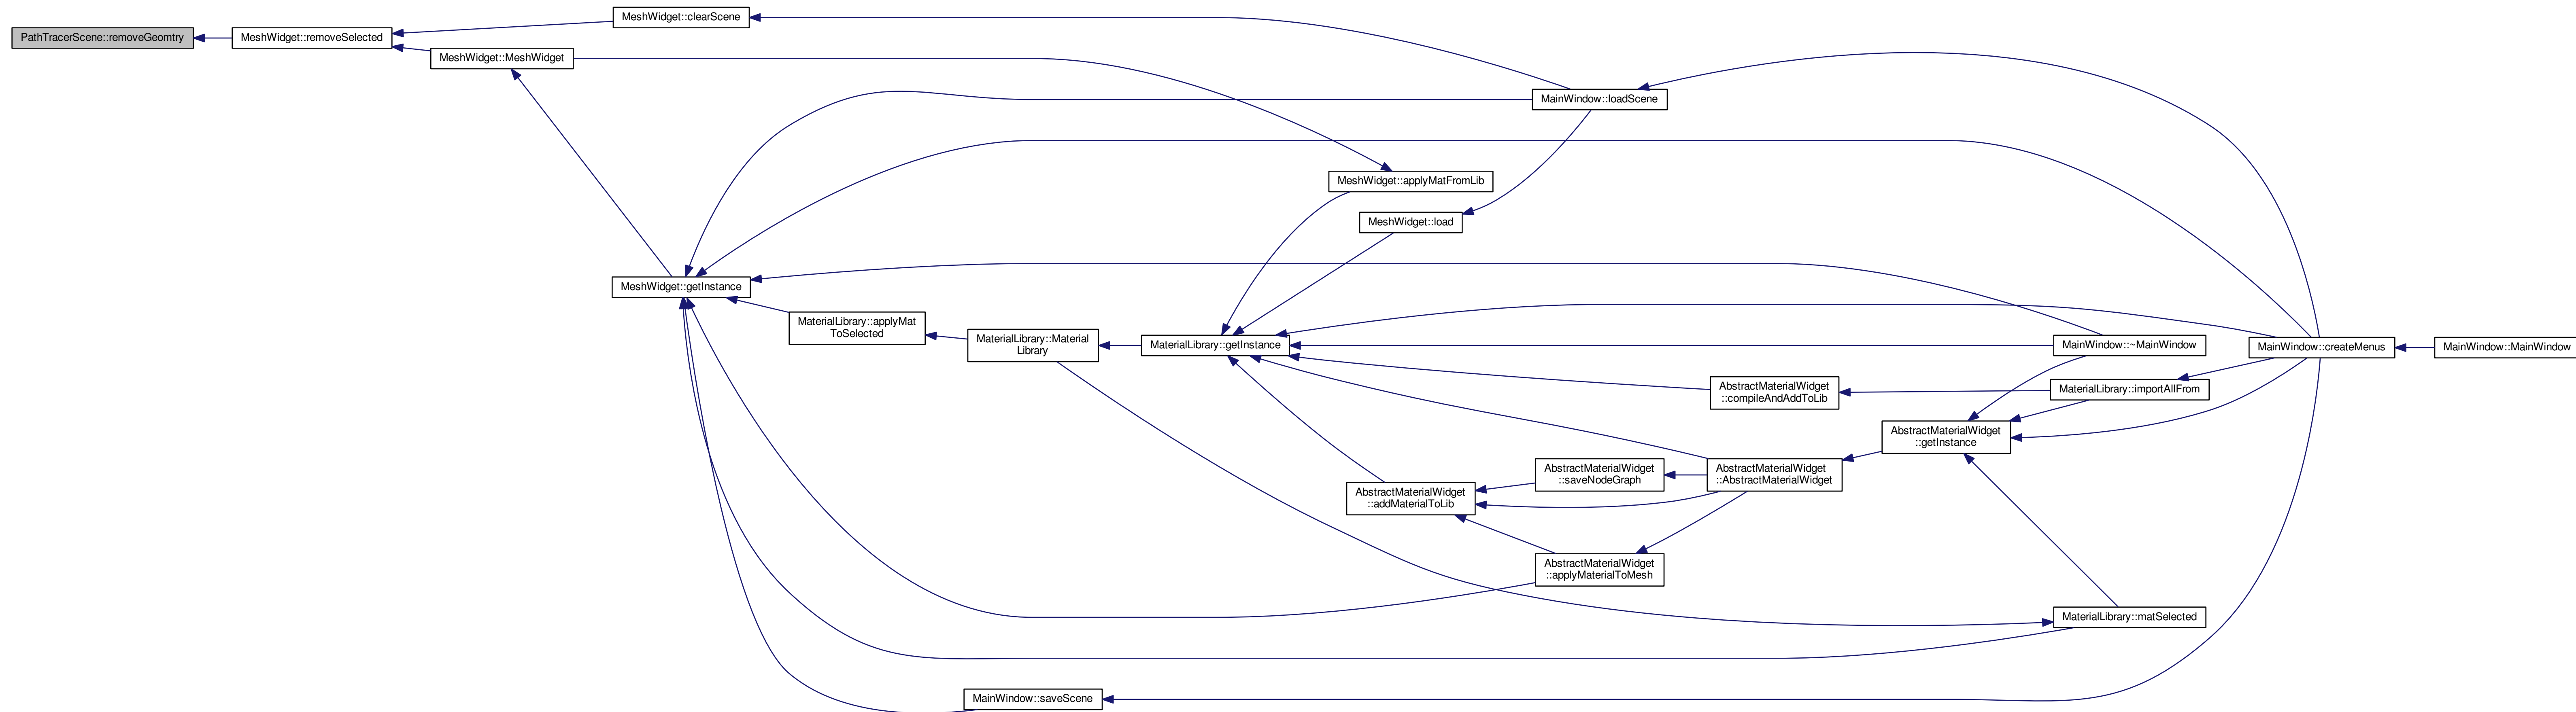 MeshWidget::clearScene
PathTracerScene::removeGeomtry
MeshWidget::removeSelected
MeshWidget::MeshWidget
MainWindow::loadScene
MeshWidget::applyMatFromLib
MeshWidget::load
MeshWidget::getInstance
MaterialLibrary::applyMat
ToSelected
MaterialLibrary::Material
Library
MaterialLibrary::getInstance
MainWindow::~MainWindow
MainWindow::createMenus
MainWindow::MainWindow
AbstractMaterialWidget
::compileAndAddToLib
MaterialLibrary::importAllFrom
AbstractMaterialWidget
::getInstance
AbstractMaterialWidget
::saveNodeGraph
AbstractMaterialWidget
::AbstractMaterialWidget
AbstractMaterialWidget
::addMaterialToLib
AbstractMaterialWidget
::applyMaterialToMesh
MaterialLibrary::matSelected
MainWindow::saveScene